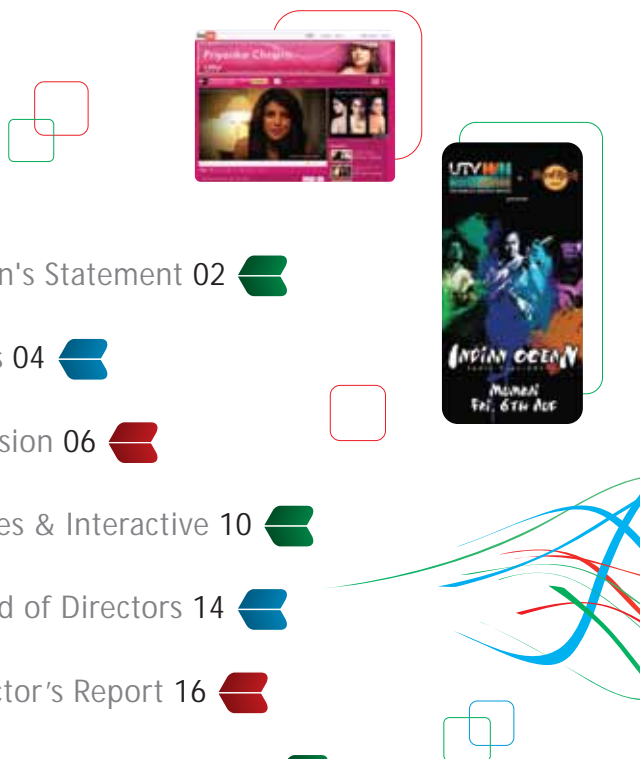 Priyanka Chopra
UTV
INDIAN OCEAN
MUMBAI
FRI. 6TH AUG
n's Statement 02
s 04
sion 06
es & Interactive 10
d of Directors 14
ctor's Report 16